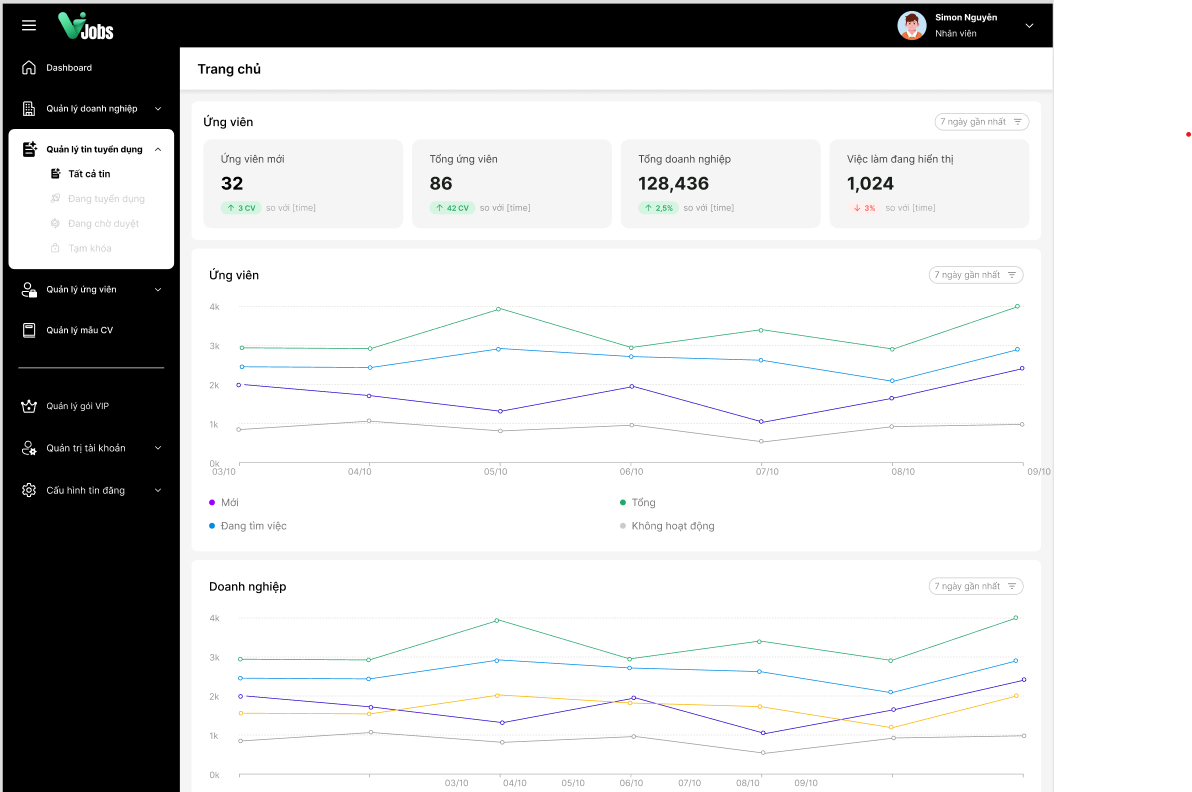 Jobs
Simon Nguyễn
Nhân viên
Dashboard
Quản lý doanh nghiệp
Quản lý tin tuyển dụng
Tất cả tin
Đang tuyển dụng
Đang chờ duyệt
Tạm khóa
Quản lý ứng viên
Quản lý mẫu CV
Quản lý gói VIP
Quản trị tài khoản
Cấu hình tin đăng
Trang chủ
Ứng viên
7 ngày gần nhất
Ứng viên mới
32
3 CV so với [time]
Tổng ứng viên
86
42 CV so với [time]
Tổng doanh nghiệp
128,436
2,5% so với [time]
Việc làm đang hiển thị
1,024
3% so với [time]
Ứng viên
7 ngày gần nhất
4k
3k
2k
1k
0k
03/10 04/10 05/10 06/10 07/10 08/10 09/10
Mới
Tổng
Đang tìm việc
Không hoạt động
Doanh nghiệp
7 ngày gần nhất
4k
3k
2k
1k
0k
03/10 04/10 05/10 06/10 07/10 08/10 09/10